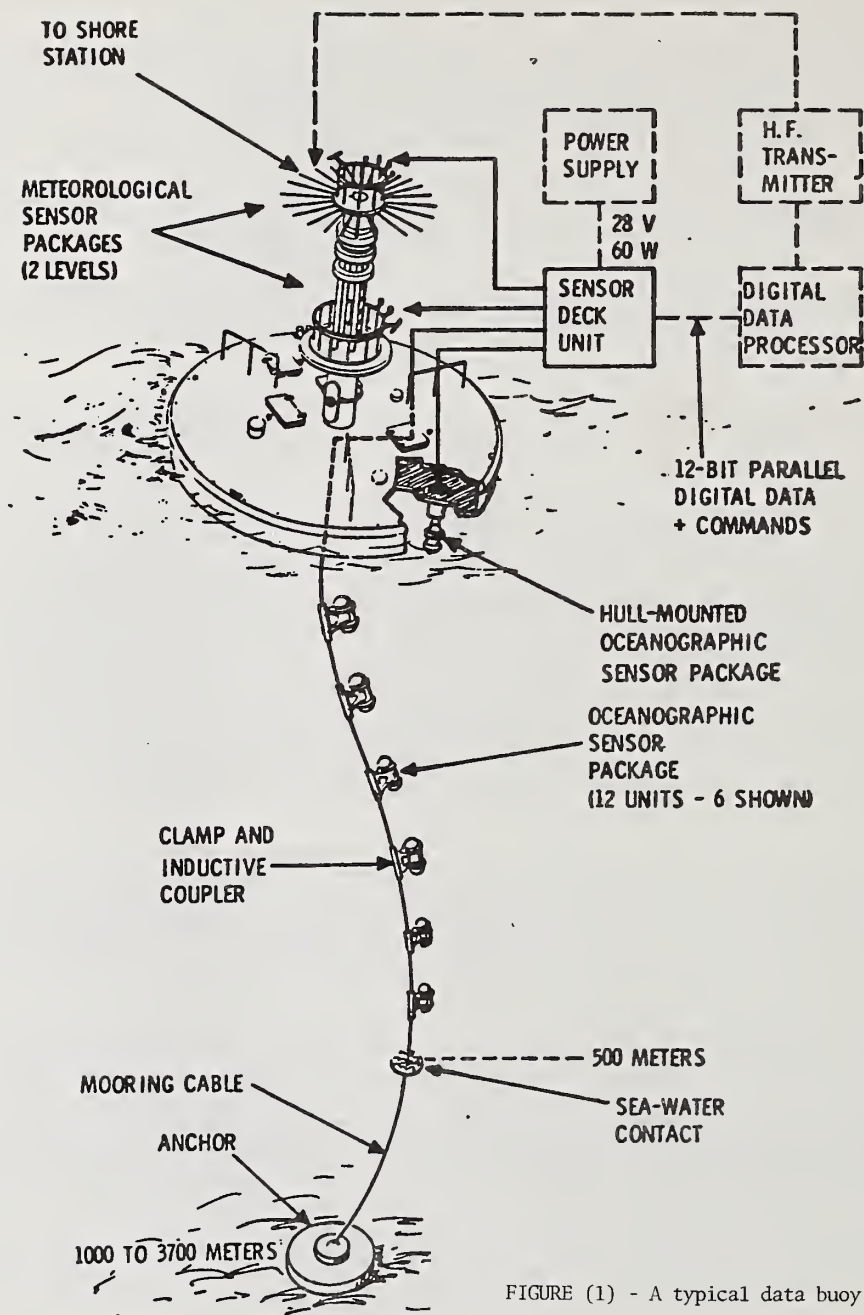 TO SHORE
STATION
METEOROLOGICAL
SENSOR
PACKAGES
(2 LEVELS)
POWER
SUPPLY
H.F.
TRANS-
MITTER
28 V
60 W
SENSOR
DECK
UNIT
DIGITAL
DATA
PROCESSOR
12-BIT PARALLEL
DIGITAL DATA
+ COMMANDS
HULL-MOUNTED
OCEANOGRAPHIC
SENSOR PACKAGE
OCEANOGRAPHIC
SENSOR
PACKAGE
(12 UNITS - 6 SHOWN)
CLAMP AND
INDUCTIVE
COUPLER
500 METERS
MOORING CABLE
SEA-WATER
CONTACT
ANCHOR
1000 TO 3700 METERS
FIGURE (1) - A typical data buoy